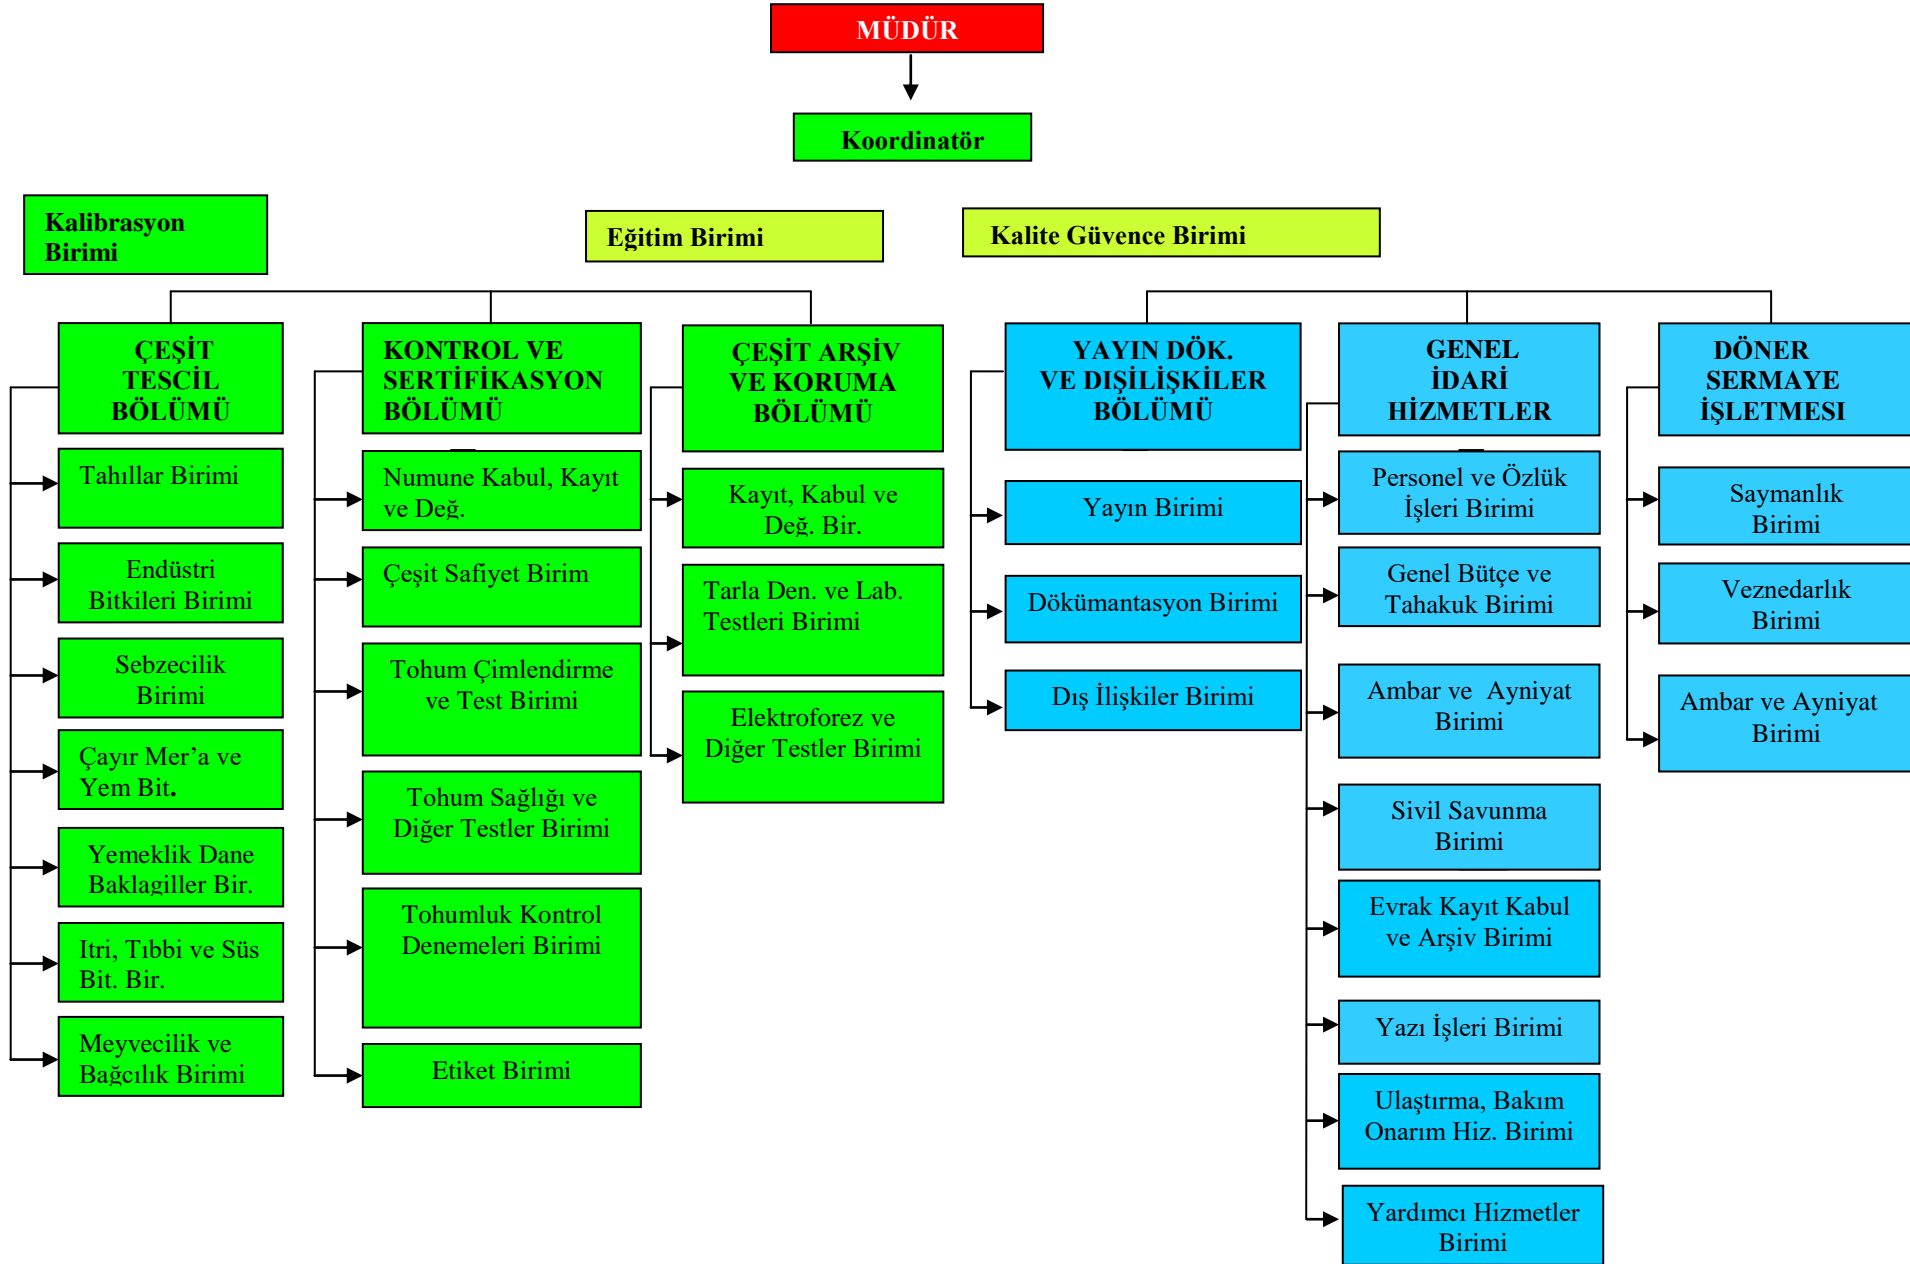 MÜDÜR
Koordinatör
Kalibrasyon
Birimi
Eğitim Birimi
Kalite Güvence Birimi
ÇEŞİT
TESCİL
BÖLÜMÜ
Tahıllar Birimi
Endüstri
Bitkileri Birimi
Sebzecilik
Birimi
Çayır Mer’a ve
Yem Bit.
Yemeklik Dane
Baklagiller Bir.
Itri, Tıbbi ve Süs
Bit. Bir.
Meyvecilik ve
Bağcılık Birimi
KONTROL VE
SERTİFİKASYON
BÖLÜMÜ
Numune Kabul, Kayıt
ve Değ.
Çeşit Safiyet Birim
Tohum Çimlendirme
ve Test Birimi
Tohum Sağlığı ve
Diğer Testler Birimi
Tohumluk Kontrol
Denemeleri Birimi
Etiket Birimi
ÇEŞİT ARŞİV
VE KORUMA
BÖLÜMÜ
Kayıt, Kabul ve
Değ. Bir.
Tarla Den. ve Lab.
Testleri Birimi
Elektroforez ve
Diğer Testler Birimi
YAYIN DÖK.
VE DIŞİLİŞKİLER
BÖLÜMÜ
Yayın Birimi
Dökümantasyon Birimi
Dış İlişkiler Birimi
GENEL
İDARİ
HİZMETLER
Personel ve Özlük
İşleri Birimi
Genel Bütçe ve
Tahakuk Birimi
Ambar ve Ayniyat
Birimi
Sivil Savunma
Birimi
Evrak Kayıt Kabul
ve Arşiv Birimi
Yazı İşleri Birimi
Ulaştırma, Bakım
Onarım Hiz. Birimi
Yardımcı Hizmetler
Birimi
DÖNER
SERMAYE
İŞLETMESI
Saymanlık
Birimi
Veznedarlık
Birimi
Ambar ve Ayniyat
Birimi